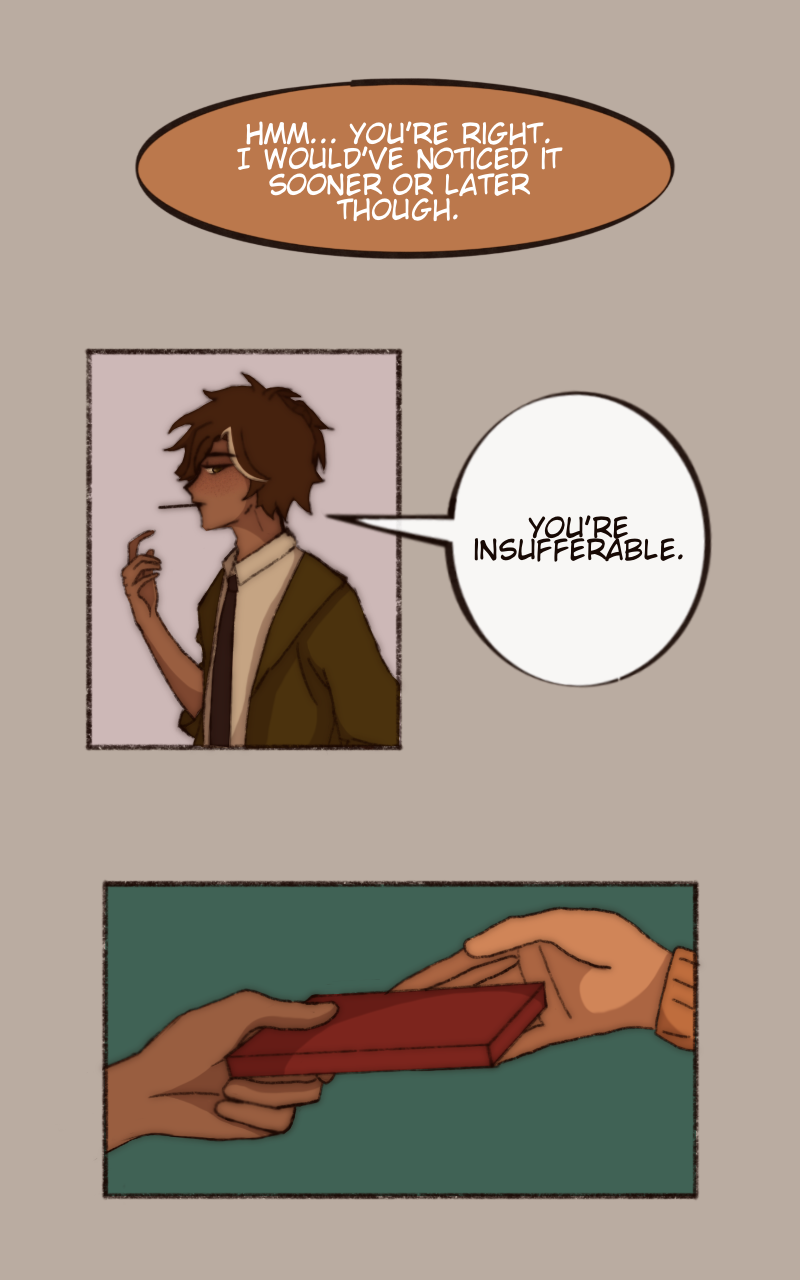 HMM... YOU'RE RIGHT.
I WOULD'VE NOTICED IT
SOONER OR LATER
THOUGH.
YOU'RE
INSUFFERABLE.